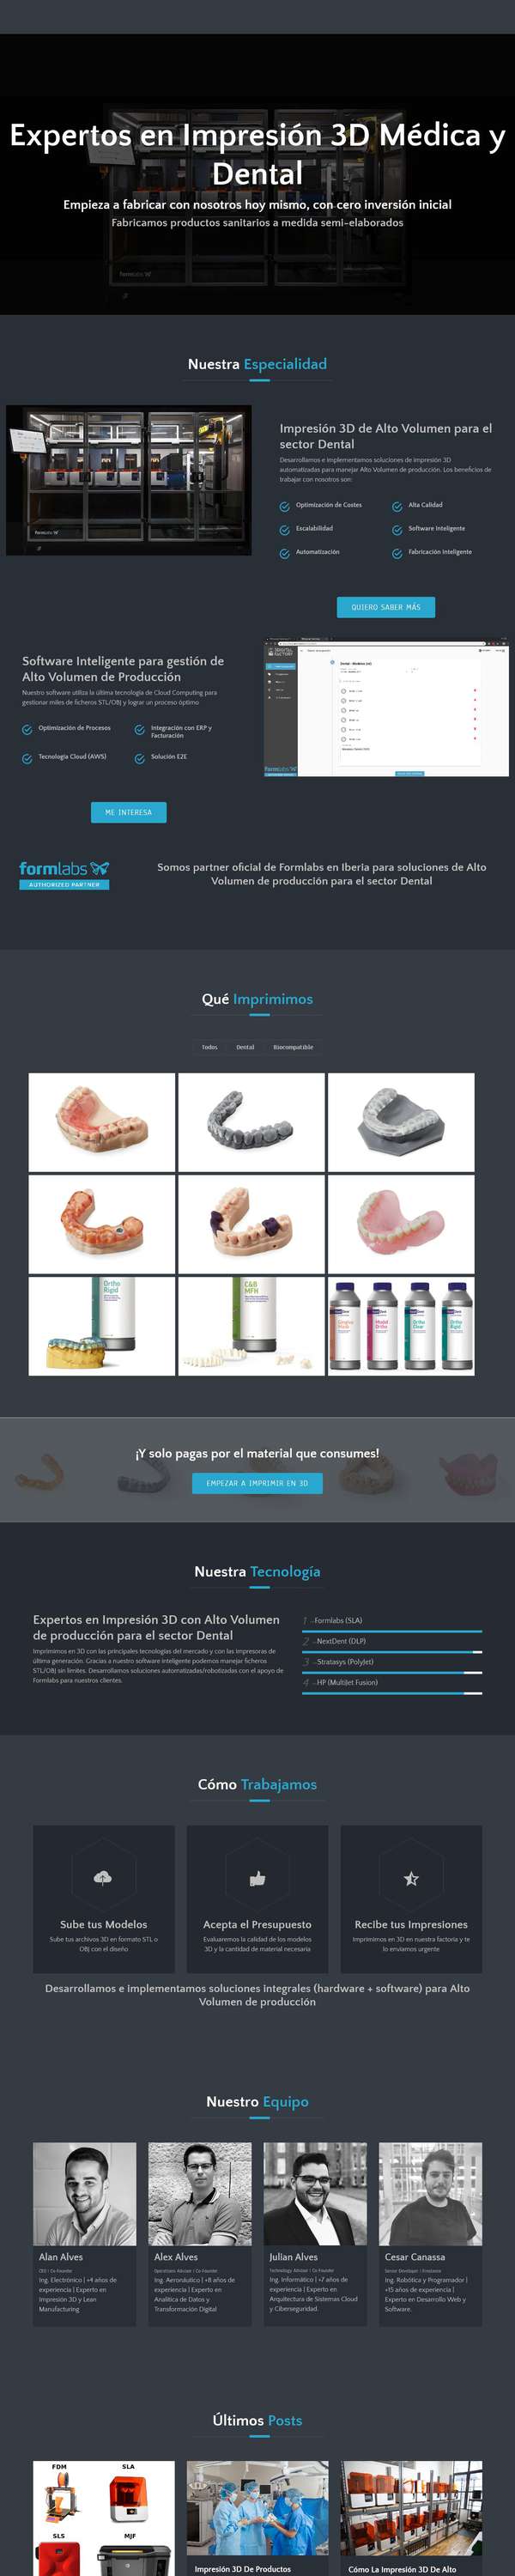 Expertos en Impresión 3D Médica y
Dental
Empieza a fabricar con nosotros hoy mismo, con cero inversión inicial
Fabricamos productos sanitarios a medida semi-elaborados
formlabs
Nuestra Especialidad
formlabs
Impresión 3D de Alto Volumen para el
sector Dental
Desarrollamos e implementamos soluciones de impresión 3D
automatizadas para manejar Alto Volumen de producción. Los beneficios de
trabajar con nosotros son:
Optimización de Costes
Alta Calidad
Escalabilidad
Software Inteligente
Automatización
Fabricación Inteligente
QUIERO SABER MÁS
Software Inteligente para gestión de
Alto Volumen de Producción
Nuestro software utiliza la última tecnología de Cloud Computing para
gestionar miles de ficheros STL/OBJ y lograr un proceso óptimo
Optimización de Procesos
Integración con ERP y
Facturación
Tecnología Cloud (AWS)
Solución E2E
formlabs
ME INTERESA
formlabs
AUTHORIZED PARTNER
Somos partner oficial de Formlabs en Iberia para soluciones de Alto
Volumen de producción para el sector Dental
Qué Imprimimos
Todos
Dental
Biocompatible
Ortho
Rigid
C&B
MFH
Model
Ortho
Ortho
Clear
Ortho
Rigid
¡Y solo pagas por el material que consumes!
EMPEZAR A IMPRIMIR EN 3D
Nuestra Tecnología
Expertos en Impresión 3D con Alto Volumen
de producción para el sector Dental
Imprimimos en 3D con las principales tecnologías del mercado y con las impresoras de
última generación. Gracias a nuestro software inteligente podemos manejar ficheros
STL/OBJ sin límites. Desarrollamos soluciones automatizadas/robotizadas con el apoyo de
Formlabs para nuestros clientes.
1 - Formlabs (SLA)
2 - NextDent (DLP)
3 - Stratasys (Polyjet)
4 - HP (Multijet Fusion)
Cómo Trabajamos
Sube tus Modelos
Sube tus archivos 3D en formato STL o
OBJ con el diseño
Acepta el Presupuesto
Evaluaremos la calidad de los modelos
3D y la cantidad de material necesaria
Recibe tus Impresiones
Imprimimos en 3D en nuestra factoría y te
lo enviamos urgente
Desarrollamos e implementamos soluciones integrales (hardware + software) para Alto
Volumen de producción
Nuestro Equipo
Alan Alves
CEO | Co-Founder
Ing. Electrónico | +4 años de
experiencia | Experto en
Impresión 3D y Lean
Manufacturing
Alex Alves
Operations Advisor | Co-Founder
Ing. Aeronáutico | +8 años de
experiencia | Experto en
Analítica de Datos y
Transformación Digital
Julian Alves
Technology Advisor | Co-Founder
Ing. Informático | +7 años de
experiencia | Experto en
Arquitectura de Sistemas Cloud
y Ciberseguridad.
Cesar Canassa
Senior Developer | Freelance
Ing. Robótica y Programador |
+15 años de experiencia |
Experto en Desarrollo Web y
Software.
Últimos Posts
FDM
SLA
SLS
MJF
Impresión 3D De Productos
Cómo La Impresión 3D De Alto